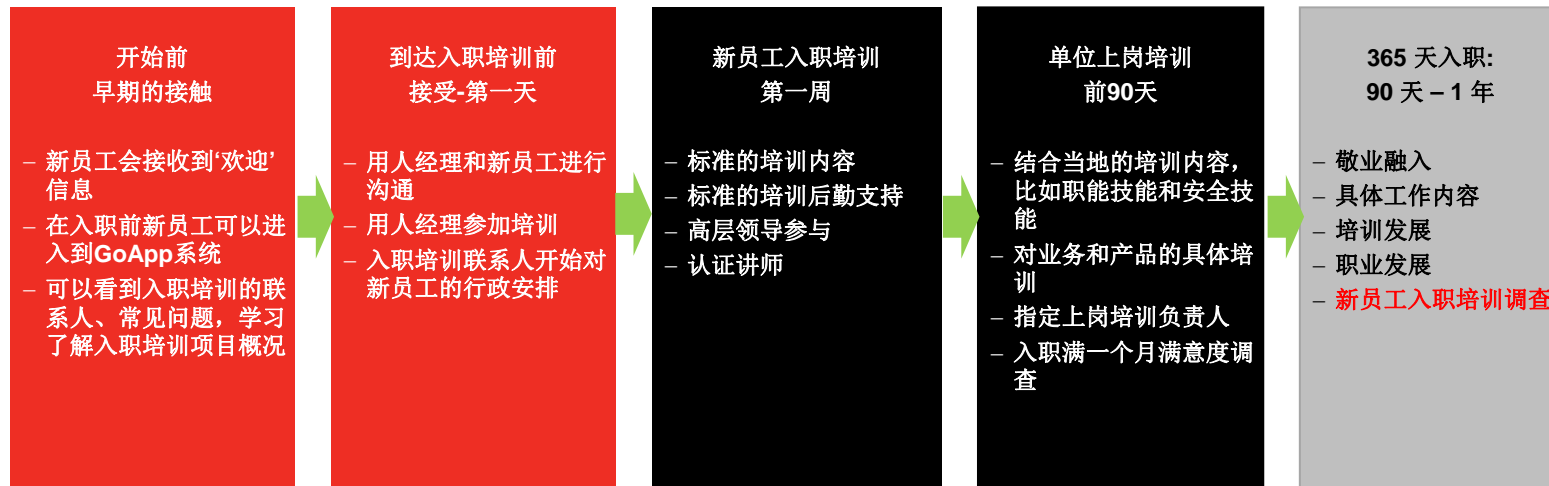 开始前
早期的接触
– 新员工会接收到‘欢迎’
信息
– 在入职前新员工可以进
入到GoApp系统
– 可以看到入职培训的联
系人、常见问题，学习
了解入职培训项目概况
到达入职培训前
接受-第一天
– 用人经理和新员工进行
沟通
– 用人经理参加培训
– 入职培训联系人开始对
新员工的行政安排
新员工入职培训
第一周
– 标准的培训内容
– 标准的培训后勤支持
– 高层领导参与
– 认证讲师
单位上岗培训
前90天
– 结合当地的培训内容，
比如职能技能和安全技
能
– 对业务和产品的具体培
训
– 指定上岗培训负责人
– 入职满一个月满意度调
查
365 天入职:
90 天 – 1 年
– 敬业融入
– 具体工作内容
– 培训发展
– 职业发展
– 新员工入职培训调查